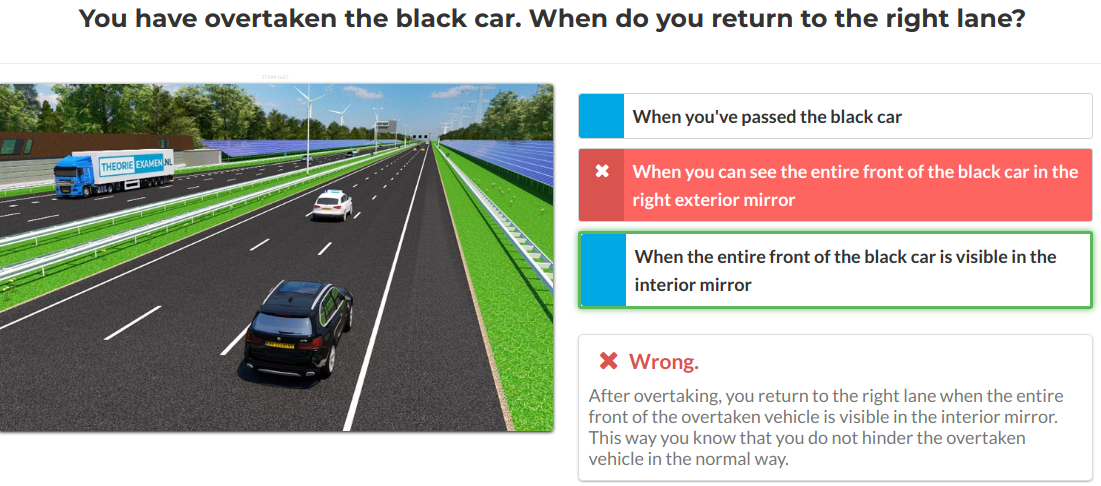 You have overtaken the black car. When do you return to the right lane?
THEORIE EXAMEN.NL
When you've passed the black car
When you can see the entire front of the black car in the
right exterior mirror
When the entire front of the black car is visible in the
interior mirror
Wrong.
After overtaking, you return to the right lane when the entire
front of the overtaken vehicle is visible in the interior mirror.
This way you know that you do not hinder the overtaken
vehicle in the normal way.